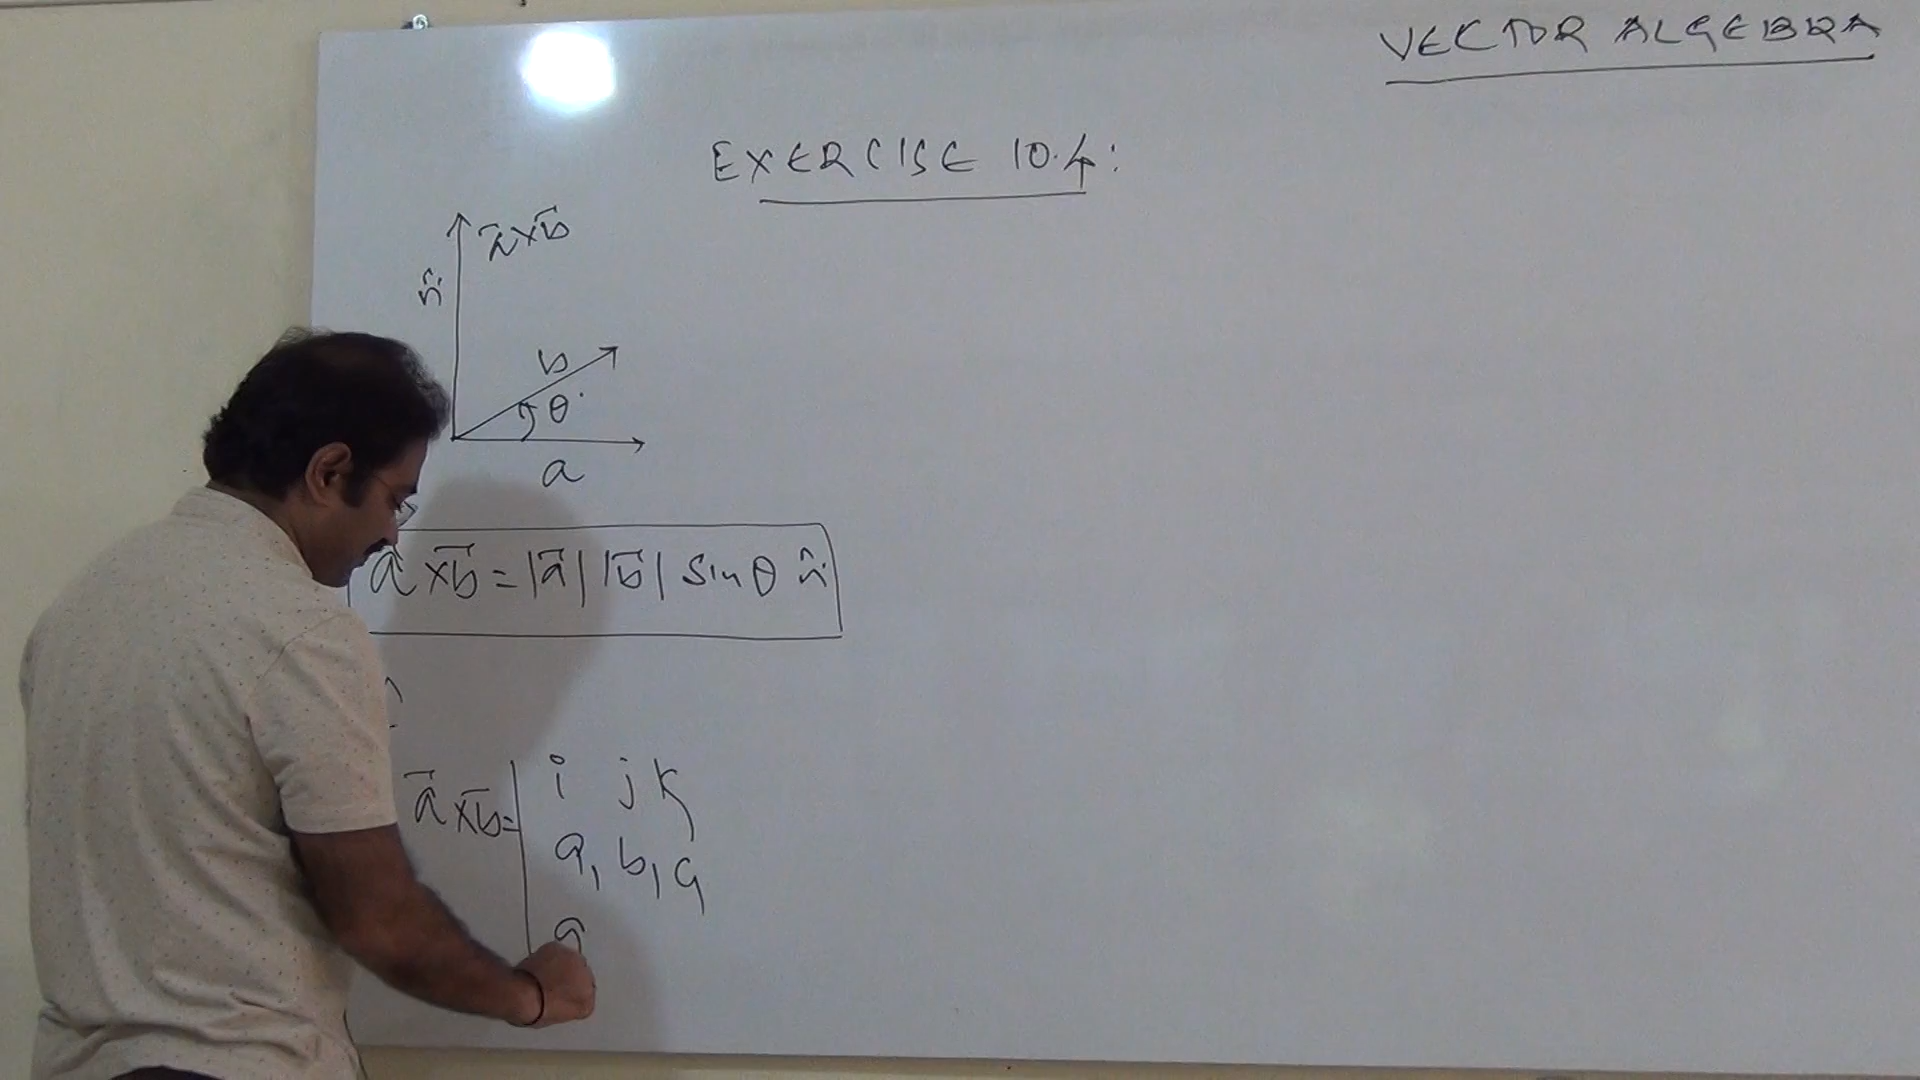 VECTOR ALGEBRA
EXERCISE 10.4:
a⃗×b⃗
n̂
b
θ
a
a⃗×b⃗=|a⃗||b⃗| sinθ n̂
a⃗×b⃗= | i j k
a₁ b₁ c₁
a